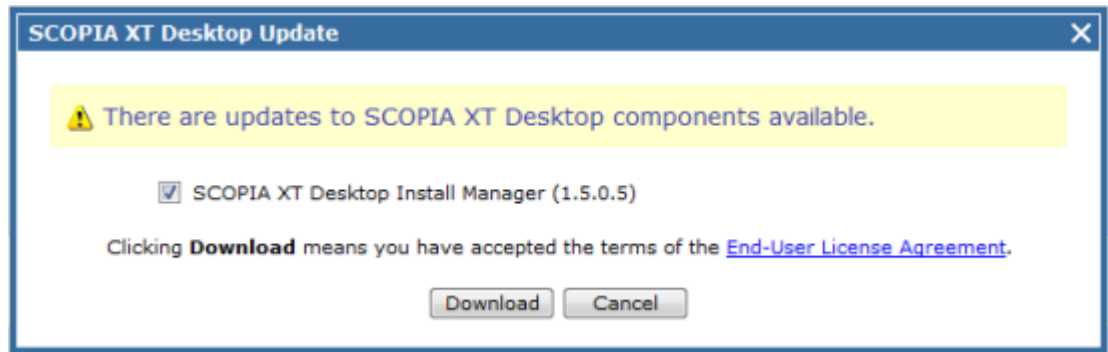 SCOPIA XT Desktop Update
There are updates to SCOPIA XT Desktop components available.
SCOPIA XT Desktop Install Manager (1.5.0.5)
Clicking Download means you have accepted the terms of the End-User License Agreement.
Download Cancel